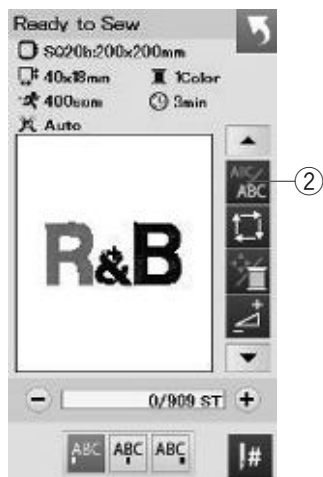 Ready to Sew
SQ20b:200x200mm
40x18mm 1Color
400spm 3min
Auto
ABC/ABC
2
R&B
0/909 ST
ABC ABC ABC
#